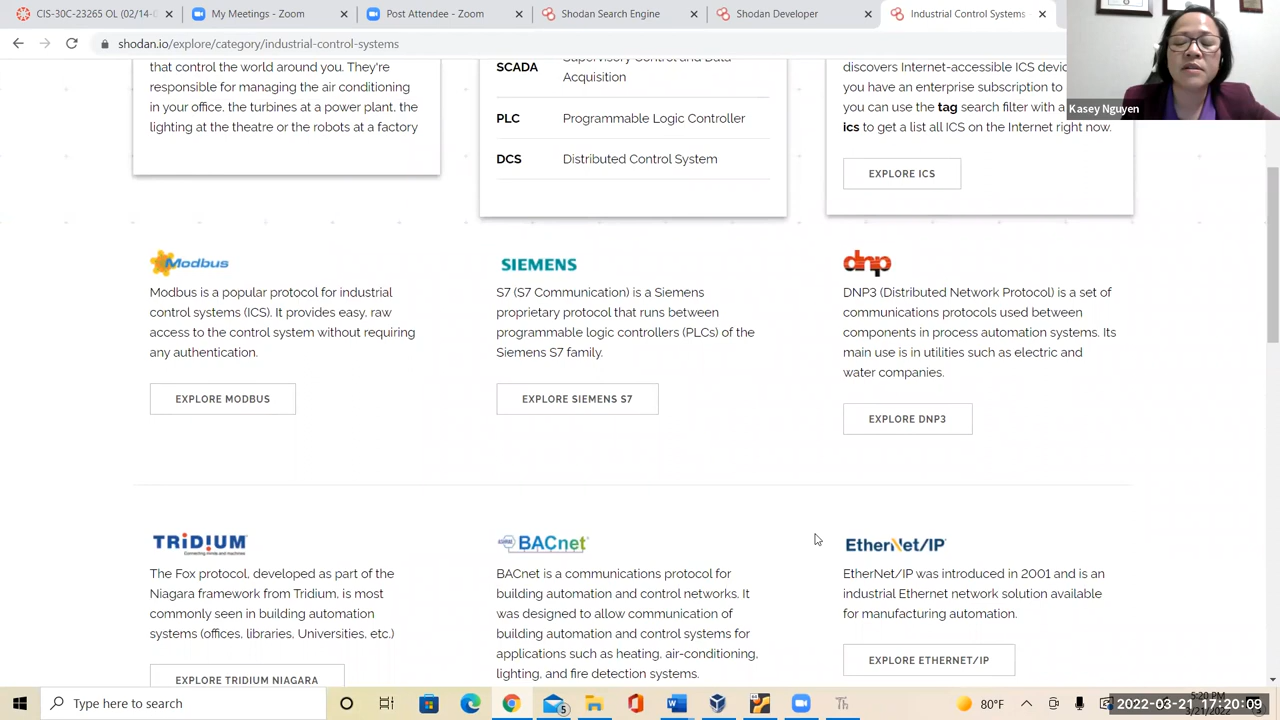 CIS-30C-23265 OL (02/14-0
My Meetings - Zoom
Post Attendee - Zoom
Shodan Search Engine
Shodan Developer
Industrial Control Systems
shodan.io/explore/category/industrial-control-systems
Kasey Nguyen
that control the world around you. They're
responsible for managing the air conditioning
in your office, the turbines at a power plant, the
lighting at the theatre or the robots at a factory
SCADA
Supervisory Control and Data
Acquisition
PLC
Programmable Logic Controller
DCS
Distributed Control System
discovers Internet-accessible ICS
you have an enterprise subscription to
you can use the tag search filter with a
ics to get a list all ICS on the Internet right now.
EXPLORE ICS
Modbus
Modbus is a popular protocol for industrial
control systems (ICS). It provides easy, raw
access to the control system without requiring
any authentication.
EXPLORE MODBUS
SIEMENS
S7 (S7 Communication) is a Siemens
proprietary protocol that runs between
programmable logic controllers (PLCs) of the
Siemens S7 family.
EXPLORE SIEMENS S7
dnp
DNP3 (Distributed Network Protocol) is a set of
communications protocols used between
components in process automation systems. Its
main use is in utilities such as electric and
water companies.
EXPLORE DNP3
TRIDIUM
Connecting minds and machines
The Fox protocol, developed as part of the
Niagara framework from Tridium, is most
commonly seen in building automation
systems (offices, libraries, Universities, etc.)
EXPLORE TRIDIUM NIAGARA
BACnet
BACnet is a communications protocol for
building automation and control networks. It
was designed to allow communication of
building automation and control systems for
applications such as heating, air-conditioning,
lighting, and fire detection systems.
EtherNet/IP
EtherNet/IP was introduced in 2001 and is an
industrial Ethernet network solution available
for manufacturing automation.
EXPLORE ETHERNET/IP
Type here to search
5
80°F
5:20 PM
3/21/2022
2022-03-21 17:20:09